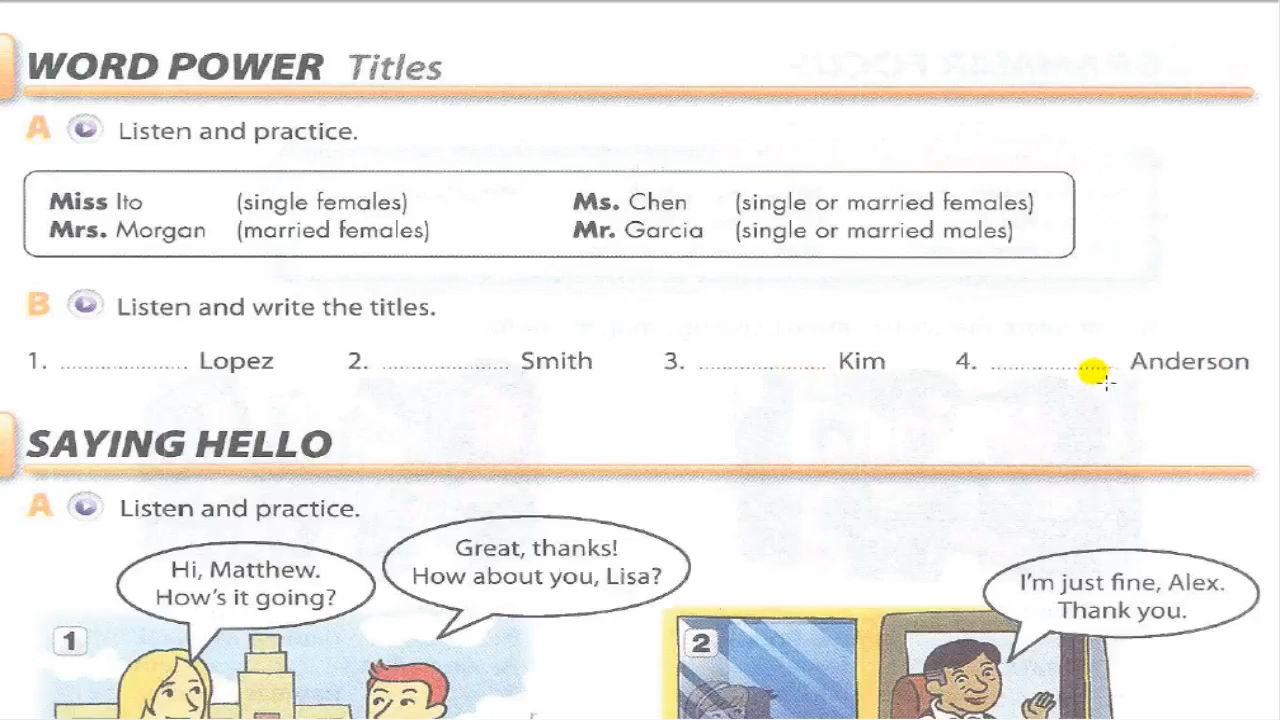 WORD POWER Titles
A Listen and practice.
Miss Ito (single females) Ms. Chen (single or married females)
Mrs. Morgan (married females) Mr. Garcia (single or married males)
B Listen and write the titles.
1. .................... Lopez 2. .................... Smith 3. .................... Kim 4. .................... Anderson
SAYING HELLO
A Listen and practice.
Hi, Matthew.
How's it going?
Great, thanks!
How about you, Lisa?
I'm just fine, Alex.
Thank you.
1
2